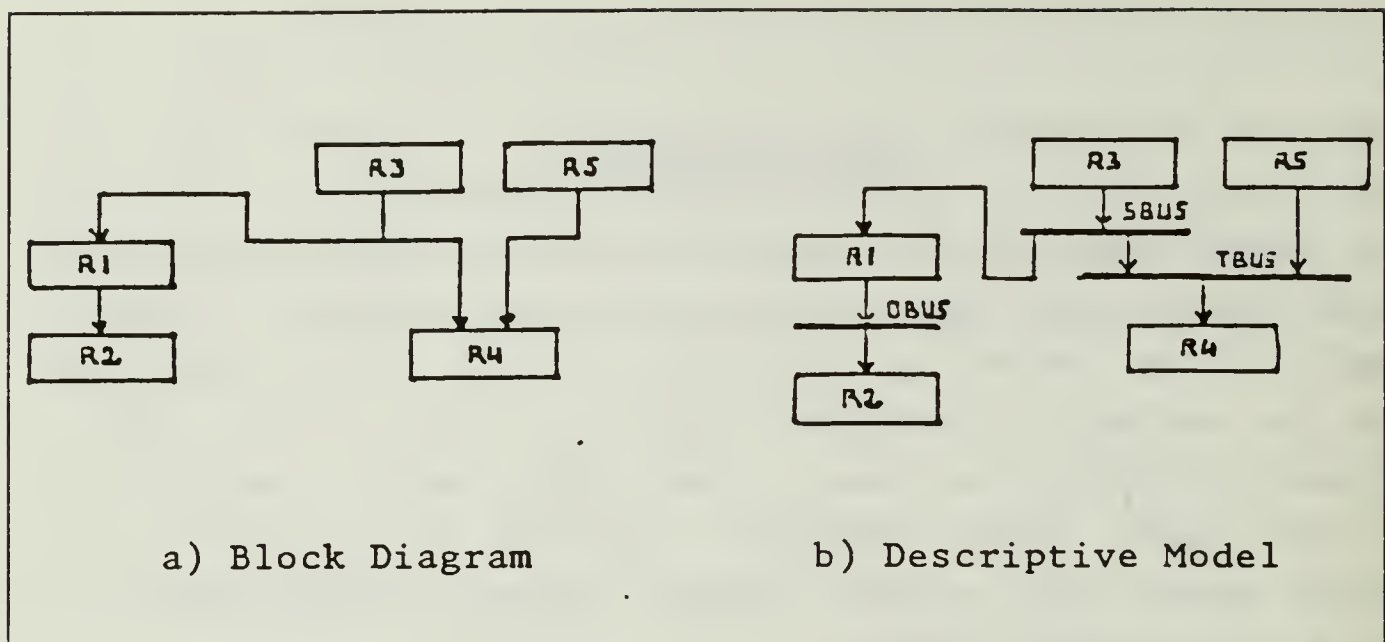 R3
R5
R1
R2
R4
a) Block Diagram
R3
R5
SBUS
R1
TBUS
OBUS
R4
R2
b) Descriptive Model